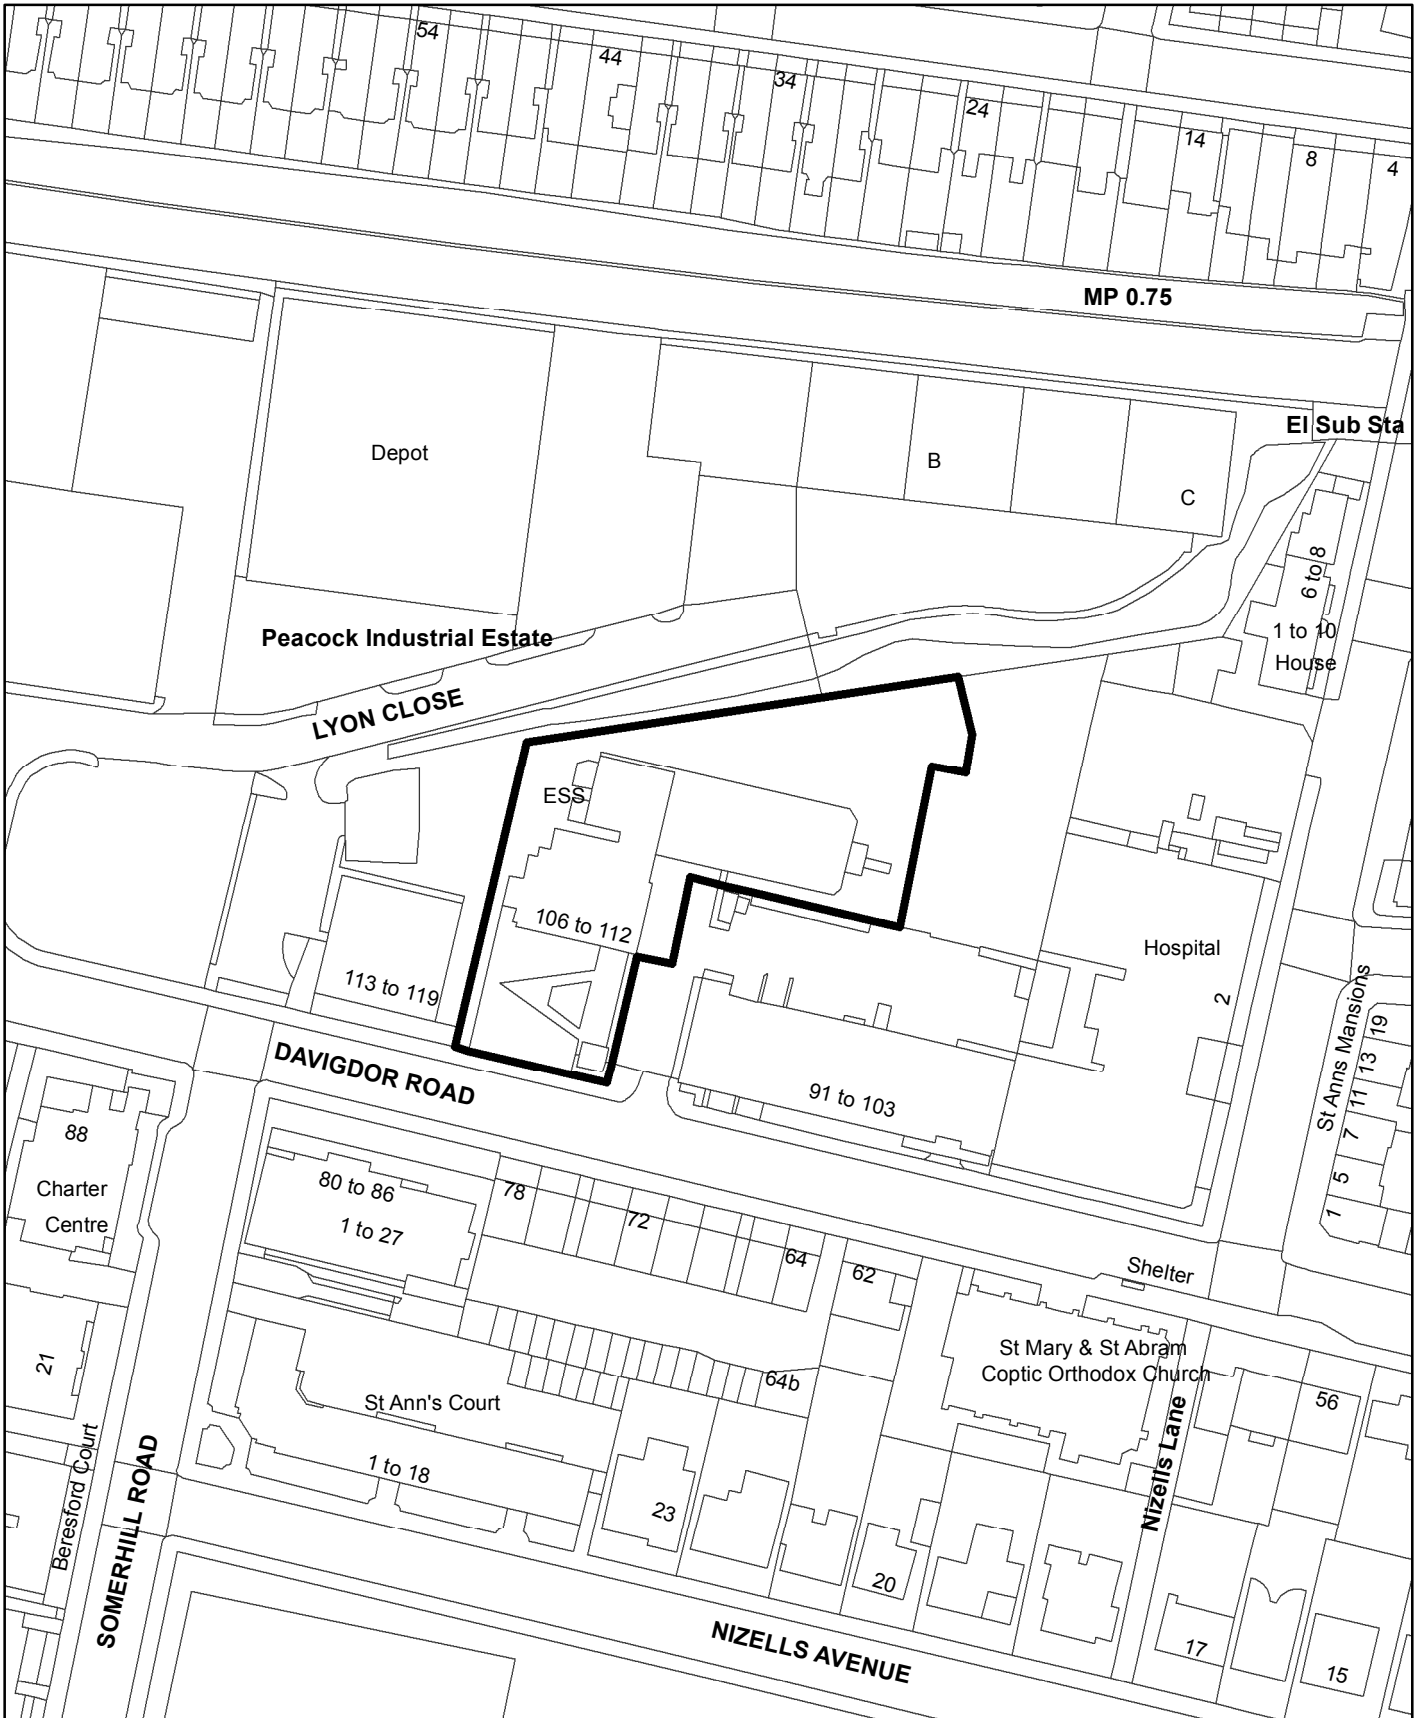 54
44
34
24
14
8
4
MP 0.75
El Sub Sta
Depot
B
C
6 to 8
1 to 10
House
Peacock Industrial Estate
LYON CLOSE
ESS
106 to 112
113 to 119
Hospital
2
St Anns Mansions
19
13
11
7
5
1
DAVIGDOR ROAD
91 to 103
88
Charter
Centre
80 to 86
1 to 27
78
72
64
62
Shelter
St Mary & St Abram
Coptic Orthodox Church
64b
56
21
St Ann's Court
1 to 18
Beresford Court
SOMERHILL ROAD
23
20
Nizells Lane
17
15
NIZELLS AVENUE